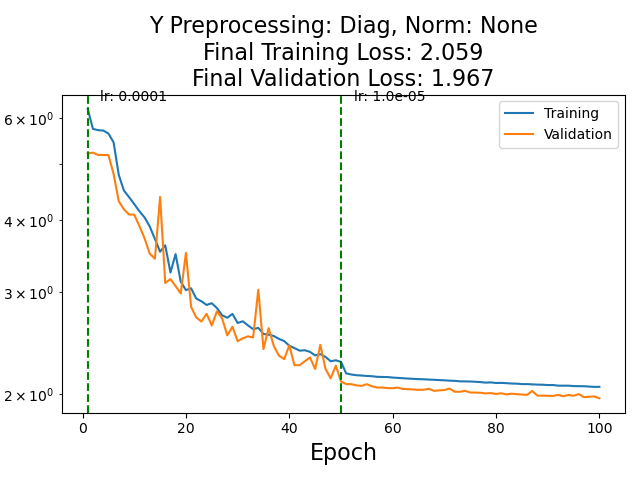 Y Preprocessing: Diag, Norm: None
Final Training Loss: 2.059
Final Validation Loss: 1.967
lr: 0.0001
lr: 1.0e-05
Training
Validation
6 × 10⁰
4 × 10⁰
3 × 10⁰
2 × 10⁰
0 20 40 60 80 100
Epoch